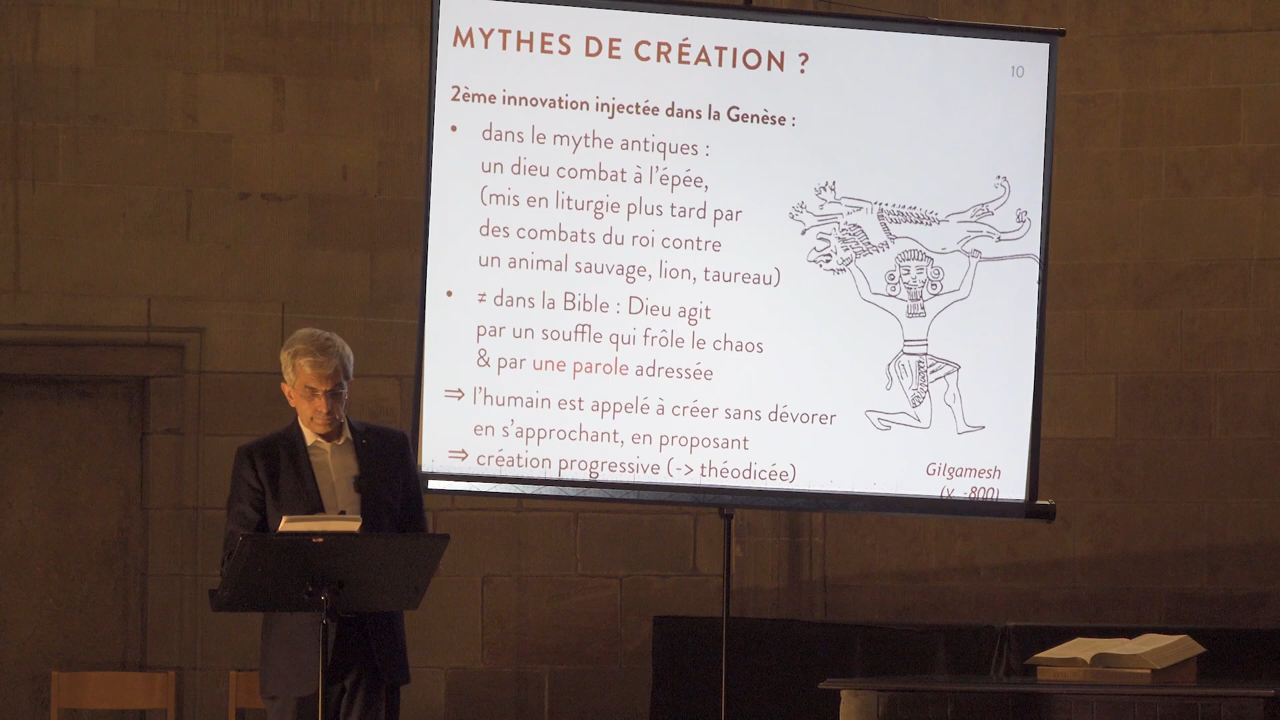 MYTHES DE CRÉATION ?
10
2ème innovation injectée dans la Genèse :
• dans le mythe antiques :
un dieu combat à l'épée,
(mis en liturgie plus tard par
des combats du roi contre
un animal sauvage, lion, taureau)
• ≠ dans la Bible : Dieu agit
par un souffle qui frôle le chaos
& par une parole adressée
⇒ l'humain est appelé à créer sans dévorer
en s'approchant, en proposant
⇒ création progressive (-> théodicée)
Gilgamesh
(v. -800)